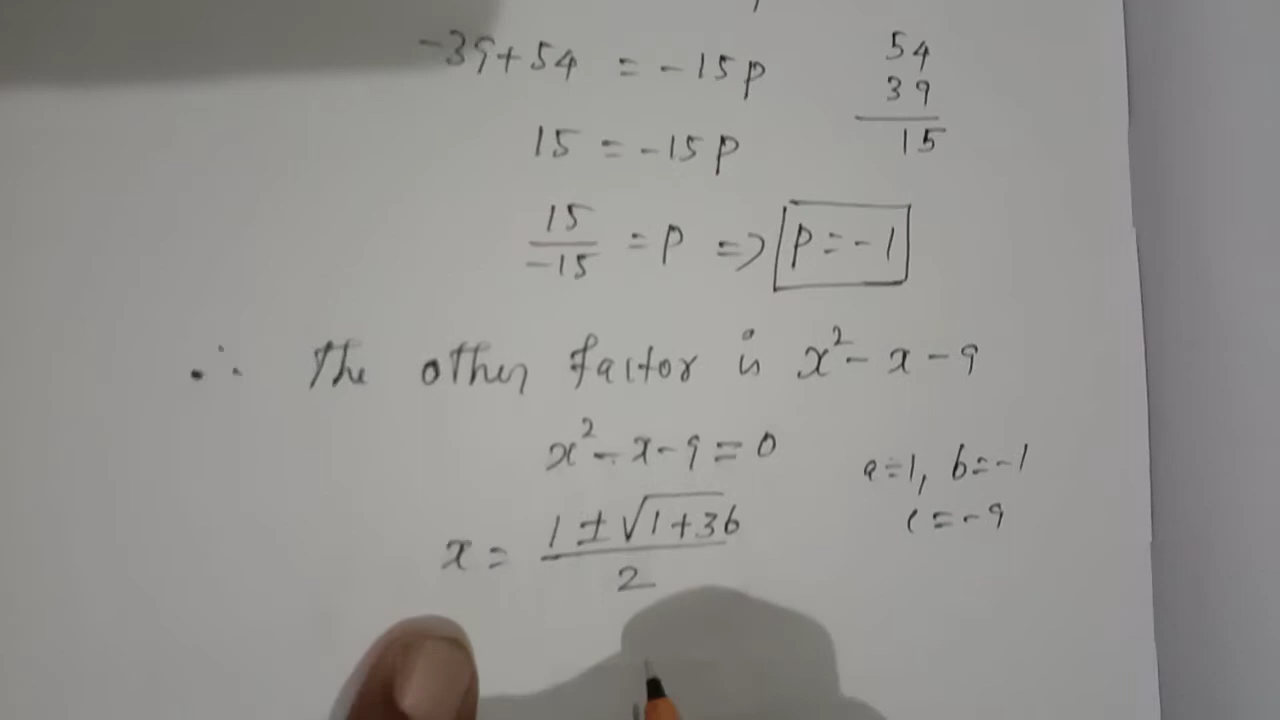 -39+54 = -15p
54
39
15
15 = -15p
15/-15 = p => p = -1
∴ The other factor is x² - x - 9
x² - x - 9 = 0
a=1, b=-1
c=-9
x = 1 ± √1+36 / 2